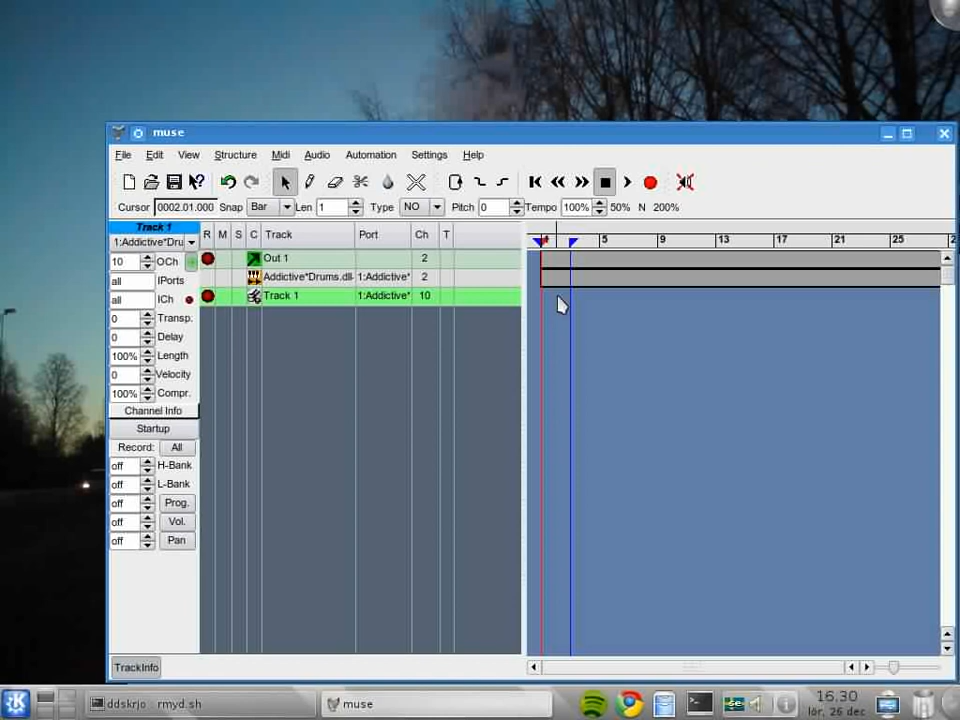 muse
File Edit View Structure Midi Audio Automation Settings Help
Cursor 0002.01.000 Snap Bar Len 1 Type NO Pitch 0 Tempo 100% 50% N 200%
Track 1
1:Addictive*Dru
R M S C Track Port Ch T
5 9 13 17 21 25 2
10 OCh
Out 1 2
all IPorts
Addictive*Drums.dll 1:Addictive* 2
all ICh
Track 1 1:Addictive* 10
0 Transp.
0 Delay
100% Length
0 Velocity
100% Compr.
Channel Info
Startup
Record: All
off H-Bank
off L-Bank
off Prog.
off Vol.
off Pan
TrackInfo
ddskrjo rmyd.sh
muse
16.30
lör, 26 dec